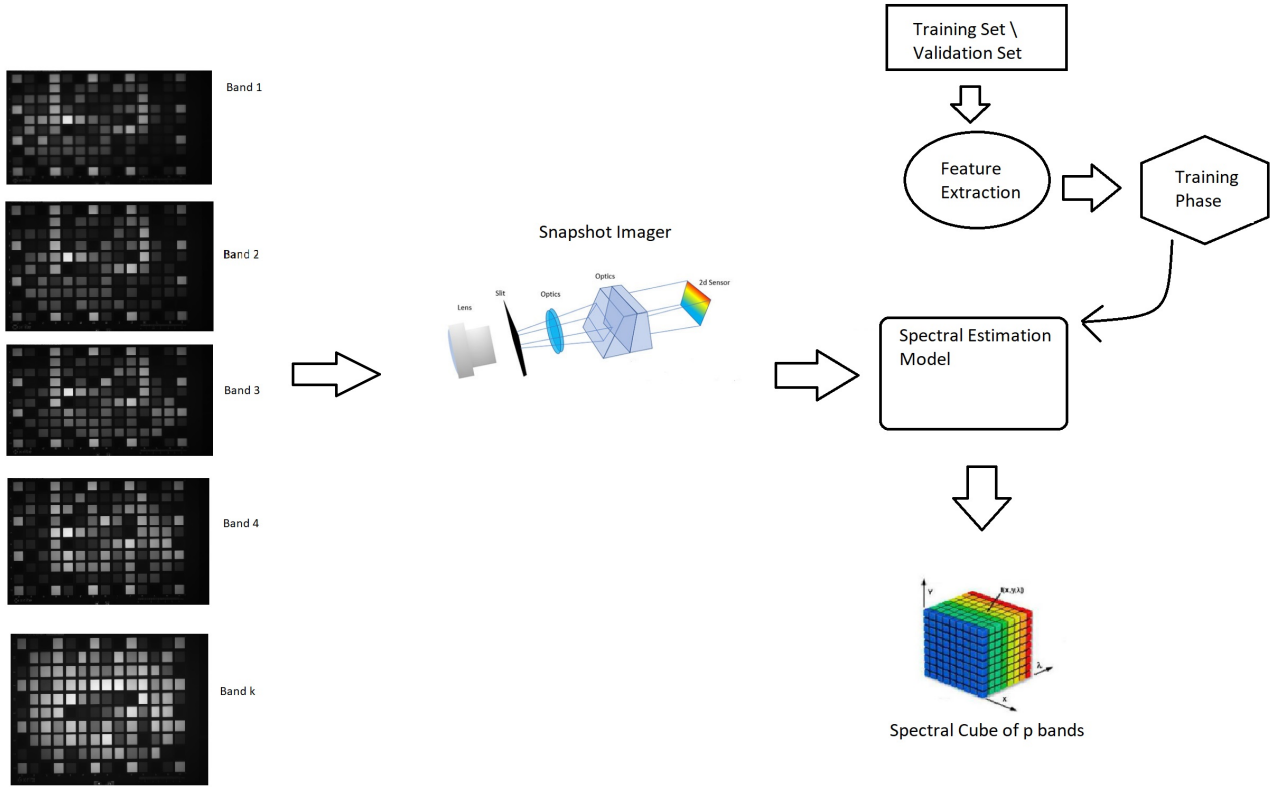 Training Set \
Validation Set
Band 1
Feature
Extraction
Training
Phase
Snapshot Imager
Band 2
Optics
2d Sensor
Slit
Optics
Lens
Spectral Estimation
Model
Band 3
Band 4
Y
I(x,y(λ))
λ
x
Band k
Spectral Cube of p bands